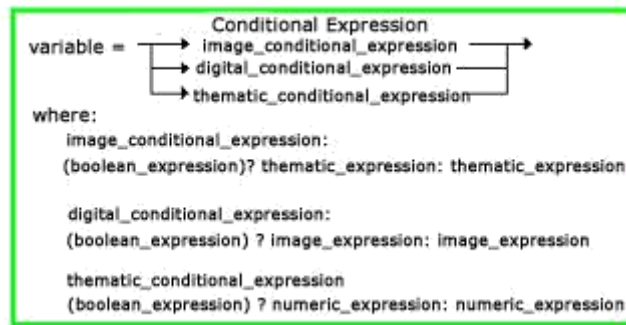 Conditional Expression
variable = image_conditional_expression
digital_conditional_expression
thematic_conditional_expression
where:
image_conditional_expression:
(boolean_expression)? thematic_expression: thematic_expression
digital_conditional_expression:
(boolean_expression) ? image_expression: image_expression
thematic_conditional_expression
(boolean_expression) ? numeric_expression: numeric_expression